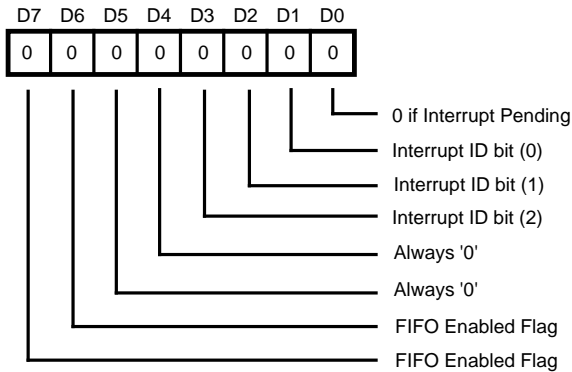 D7 D6 D5 D4 D3 D2 D1 D0
0 0 0 0 0 0 0 0
0 if Interrupt Pending
Interrupt ID bit (0)
Interrupt ID bit (1)
Interrupt ID bit (2)
Always '0'
Always '0'
FIFO Enabled Flag
FIFO Enabled Flag